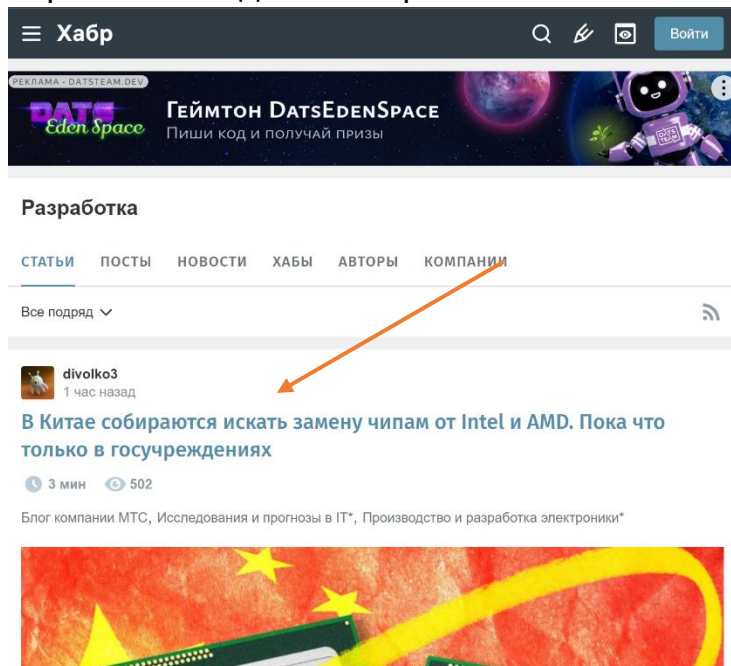 Хабр
Войти
РЕКЛАМА • DATSTEAM.DEV
DATS
Eden Space
ГЕЙМТОН DATSEDENSPACE
ПИШИ КОД И ПОЛУЧАЙ ПРИЗЫ
Разработка
СТАТЬИ ПОСТЫ НОВОСТИ ХАБЫ АВТОРЫ КОМПАНИИ
Все подряд
divolko3
1 час назад
В Китае собираются искать замену чипам от Intel и AMD. Пока что
только в госучреждениях
3 мин 502
Блог компании МТС, Исследования и прогнозы в IT*, Производство и разработка электроники*